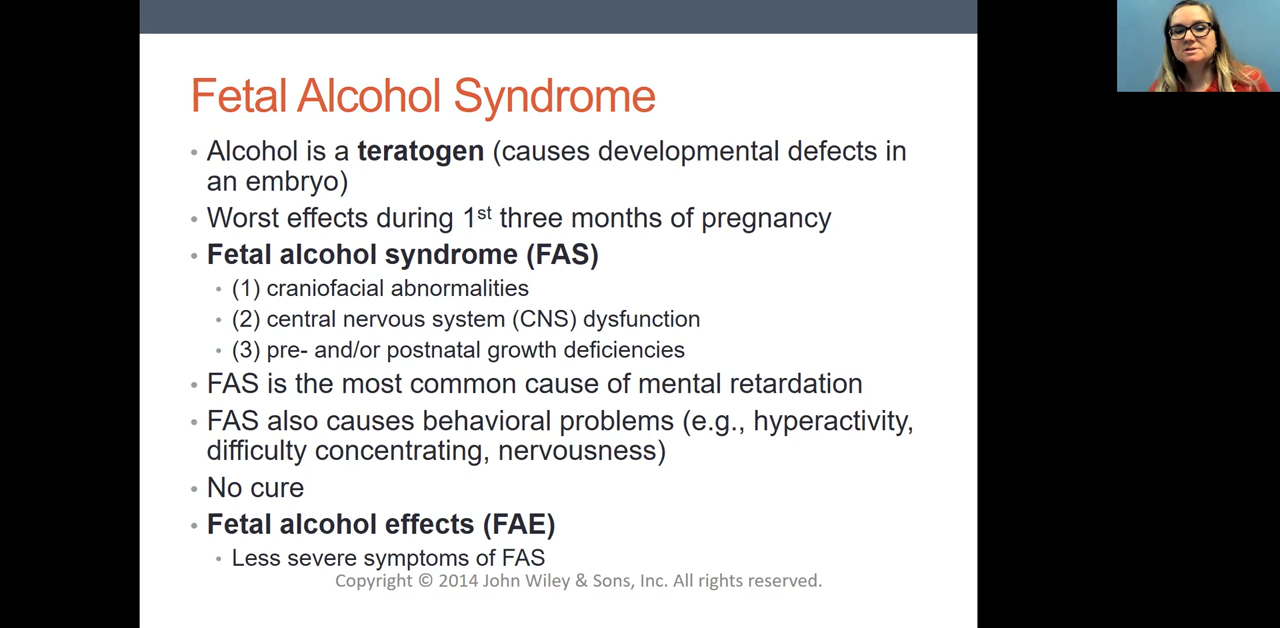 Fetal Alcohol Syndrome
• Alcohol is a teratogen (causes developmental defects in
an embryo)
• Worst effects during 1st three months of pregnancy
• Fetal alcohol syndrome (FAS)
• (1) craniofacial abnormalities
• (2) central nervous system (CNS) dysfunction
• (3) pre- and/or postnatal growth deficiencies
• FAS is the most common cause of mental retardation
• FAS also causes behavioral problems (e.g., hyperactivity,
difficulty concentrating, nervousness)
• No cure
• Fetal alcohol effects (FAE)
• Less severe symptoms of FAS
Copyright © 2014 John Wiley & Sons, Inc. All rights reserved.